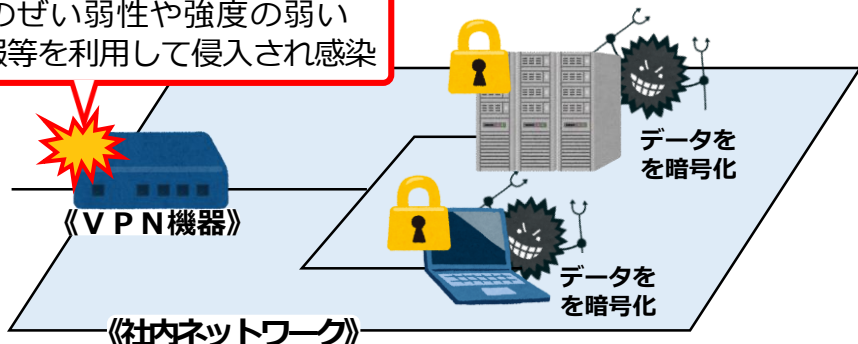 のぜい弱性や強度の弱い
報等を利用して侵入され感染
データを
を暗号化
《ＶＰＮ機器》
データを
を暗号化
《社内ネットワーク》